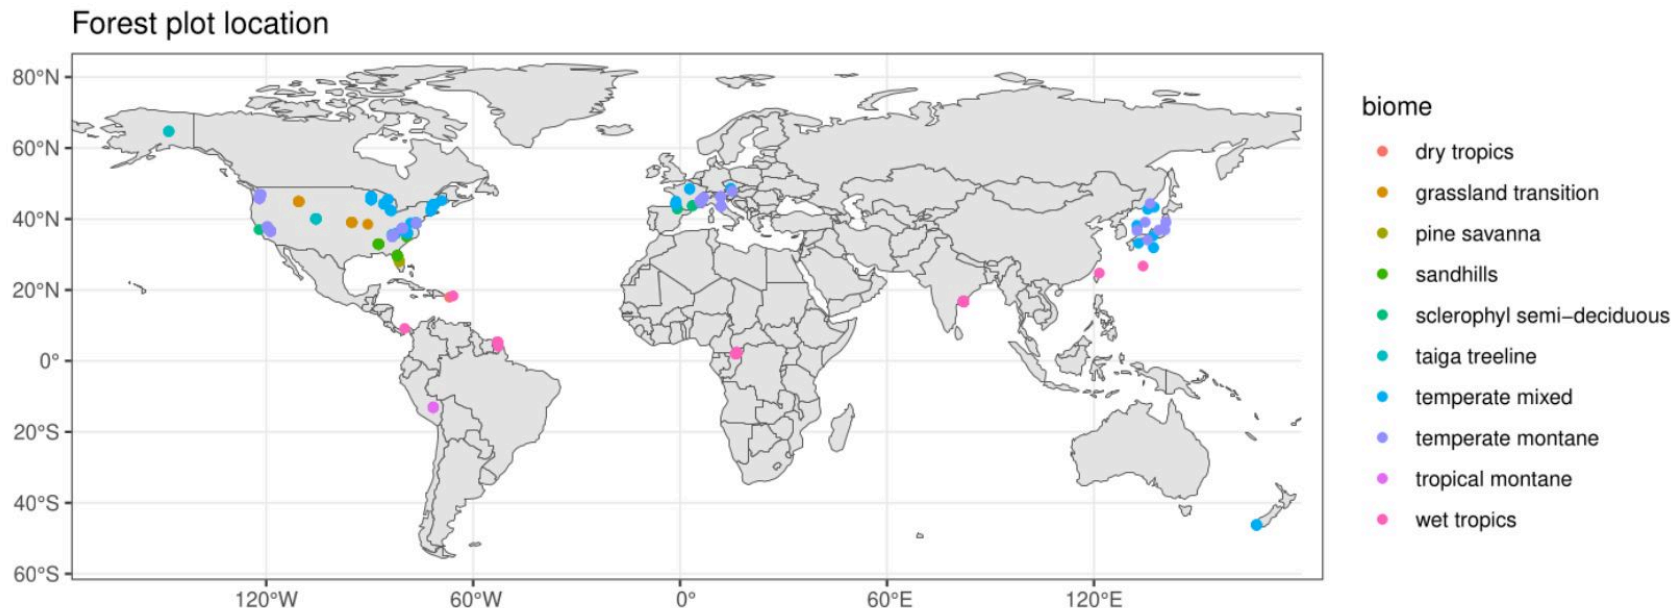 Forest plot location
80°N
60°N
40°N
20°N
0°
20°S
40°S
60°S
120°W
60°W
0°
60°E
120°E
biome
dry tropics
grassland transition
pine savanna
sandhills
sclerophyl semi−deciduous
taiga treeline
temperate mixed
temperate montane
tropical montane
wet tropics